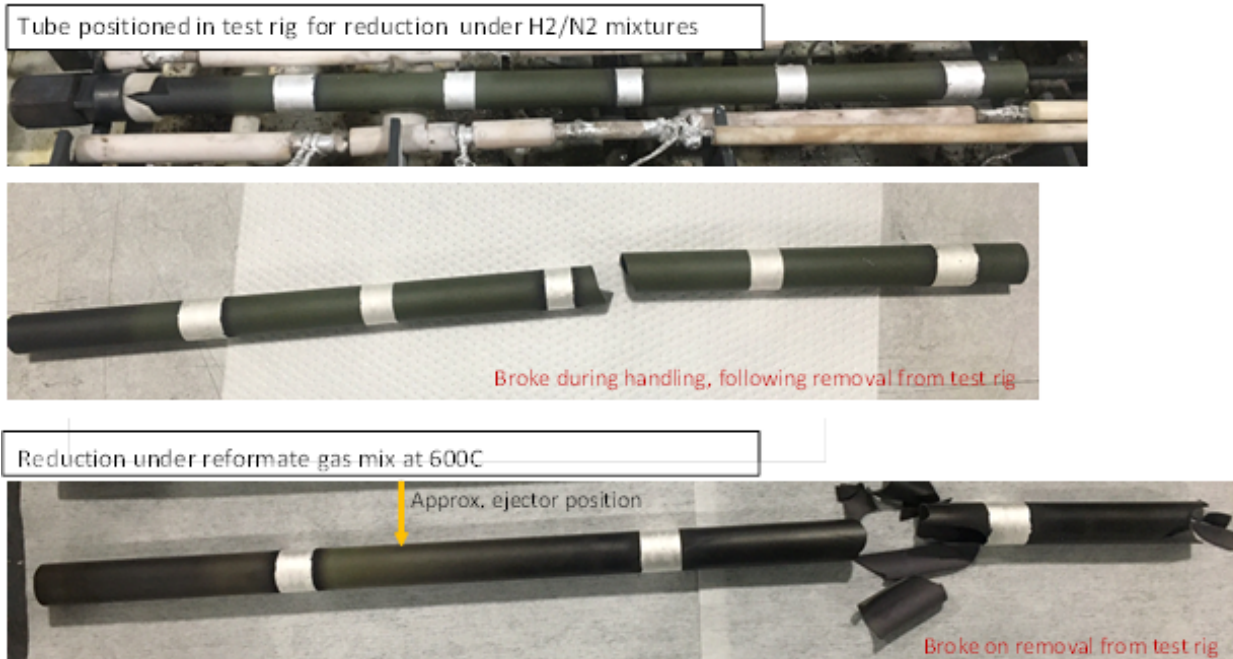 Tube positioned in test rig for reduction under H2/N2 mixtures
Broke during handling, following removal from test rig
Reduction under reformate gas mix at 600C
Approx. ejector position
Broke on removal from test rig